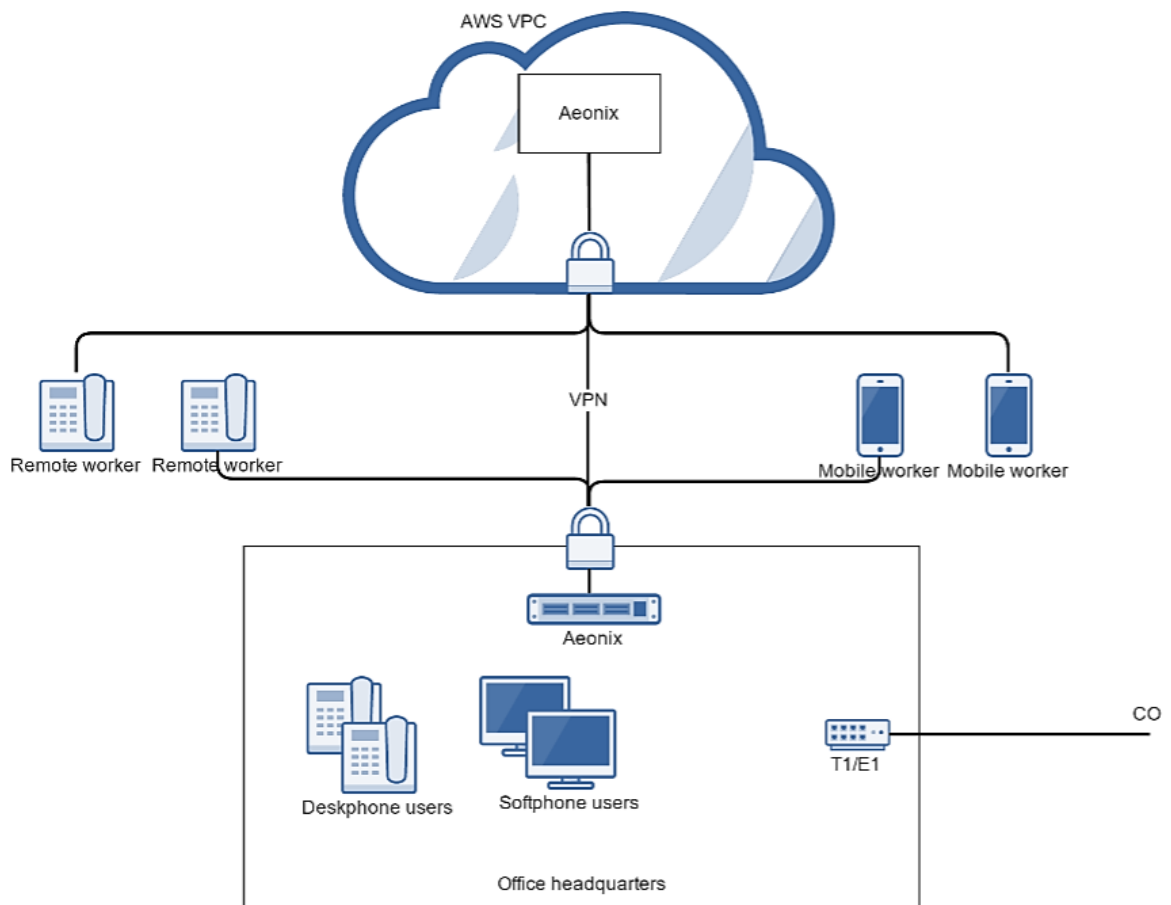 AWS VPC
Aeonix
VPN
Remote worker
Remote worker
Mobile worker
Mobile worker
Aeonix
CO
T1/E1
Deskphone users
Softphone users
Office headquarters